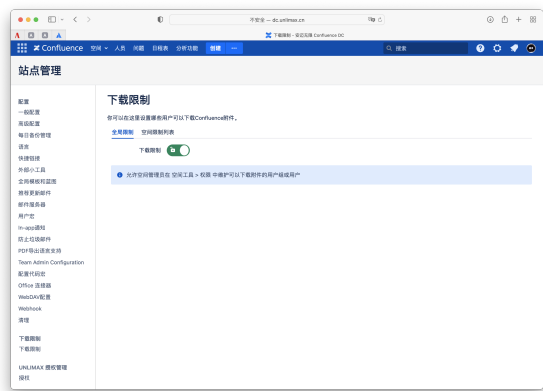 不安全 — dc.unlimax.cn
下载限制 - 安迈无限 Confluence DC
Confluence 空间 人员 问题 日程表 分析功能 创建 ··· 搜索
站点管理
配置
一般配置
高级配置
每日备份管理
语言
快捷链接
外部小工具
全局模板和蓝图
推荐更新邮件
邮件服务器
用户宏
In-app通知
防止垃圾邮件
PDF导出语言支持
Team Admin Configuration
配置代码宏
Office 连接器
WebDAV配置
Webhook
清理
下载限制
下载限制
UNLIMAX 授权管理
授权
下载限制
你可以在这里设置哪些用户可以下载Confluence附件。
全局限制 空间限制列表
下载限制
允许空间管理员在 空间工具 > 权限 中维护可以下载附件的用户组或用户